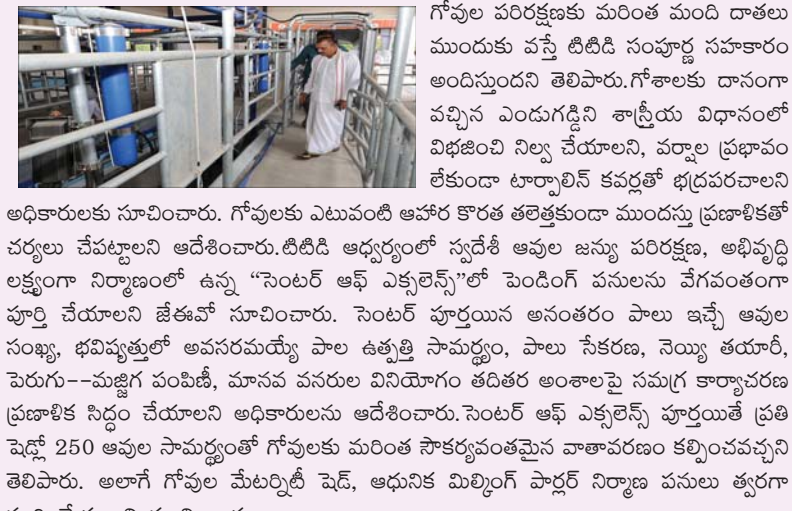 గోవుల పరిరక్షణకు మరింత మంది దాతలు
ముందుకు వస్తే టిటిడి సంపూర్ణ సహకారం
అందిస్తుందని తెలిపారు.గోశాలకు దానంగా
వచ్చిన ఎండుగడ్డిని శాస్త్రీయ విధానంలో
విభజించి నిల్వ చేయాలని, వర్షాల ప్రభావం
లేకుండా టార్పాలిన్ కవర్లతో భద్రపరచాలని
అధికారులకు సూచించారు. గోవులకు ఎటువంటి ఆహార కొరత తలెత్తకుండా ముందస్తు ప్రణాళికతో
చర్యలు చేపట్టాలని ఆదేశించారు.టిటిడి ఆధ్వర్యంలో స్వదేశీ ఆవుల జన్యు పరిరక్షణ, అభివృద్ధి
లక్ష్యంగా నిర్మాణంలో ఉన్న “సెంటర్ ఆఫ్ ఎక్సలెన్స్”లో పెండింగ్ పనులను వేగవంతంగా
పూర్తి చేయాలని జేఈవో సూచించారు. సెంటర్ పూర్తయిన అనంతరం పాలు ఇచ్చే ఆవుల
సంఖ్య, భవిష్యత్తులో అవసరమయ్యే పాల ఉత్పత్తి సామర్థ్యం, పాలు సేకరణ, నెయ్యి తయారీ,
పెరుగు--మజ్జిగ పంపిణీ, మానవ వనరుల వినియోగం తదితర అంశాలపై సమగ్ర కార్యాచరణ
ప్రణాళిక సిద్ధం చేయాలని అధికారులను ఆదేశించారు.సెంటర్ ఆఫ్ ఎక్సలెన్స్ పూర్తయితే ప్రతి
షెడ్లో 250 ఆవుల సామర్థ్యంతో గోవులకు మరింత సౌకర్యవంతమైన వాతావరణం కల్పించవచ్చని
తెలిపారు. అలాగే గోవుల మేటర్నిటీ షెడ్, ఆధునిక మిల్కింగ్ పార్లర్ నిర్మాణ పనులు త్వరగా